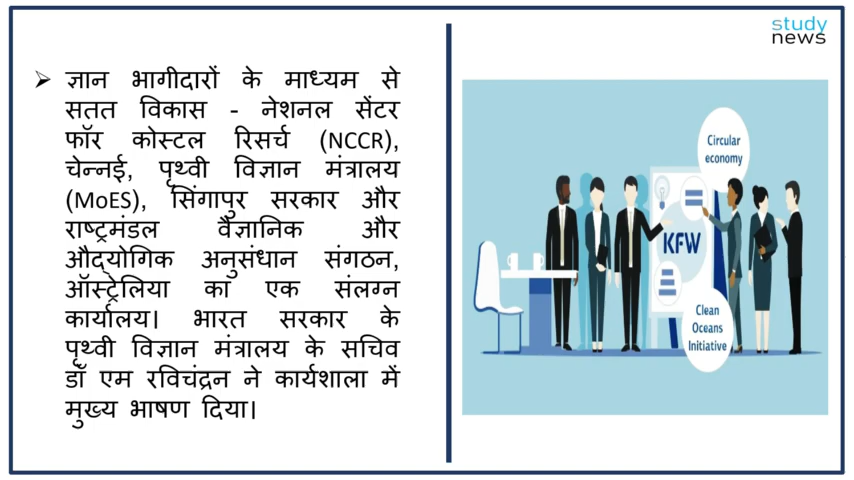 study
news
➢ ज्ञान भागीदारों के माध्यम से
सतत विकास - नेशनल सेंटर
फॉर कोस्टल रिसर्च (NCCR),
चेन्नई, पृथ्वी विज्ञान मंत्रालय
(MoES), सिंगापुर सरकार और
राष्ट्रमंडल वैज्ञानिक और
औद्योगिक अनुसंधान संगठन,
ऑस्ट्रेलिया का एक संलग्न
कार्यालय। भारत सरकार के
पृथ्वी विज्ञान मंत्रालय के सचिव
डॉ एम रविचंद्रन ने कार्यशाला में
मुख्य भाषण दिया।
Circular
economy
KFW
Clean
Oceans
Initiative